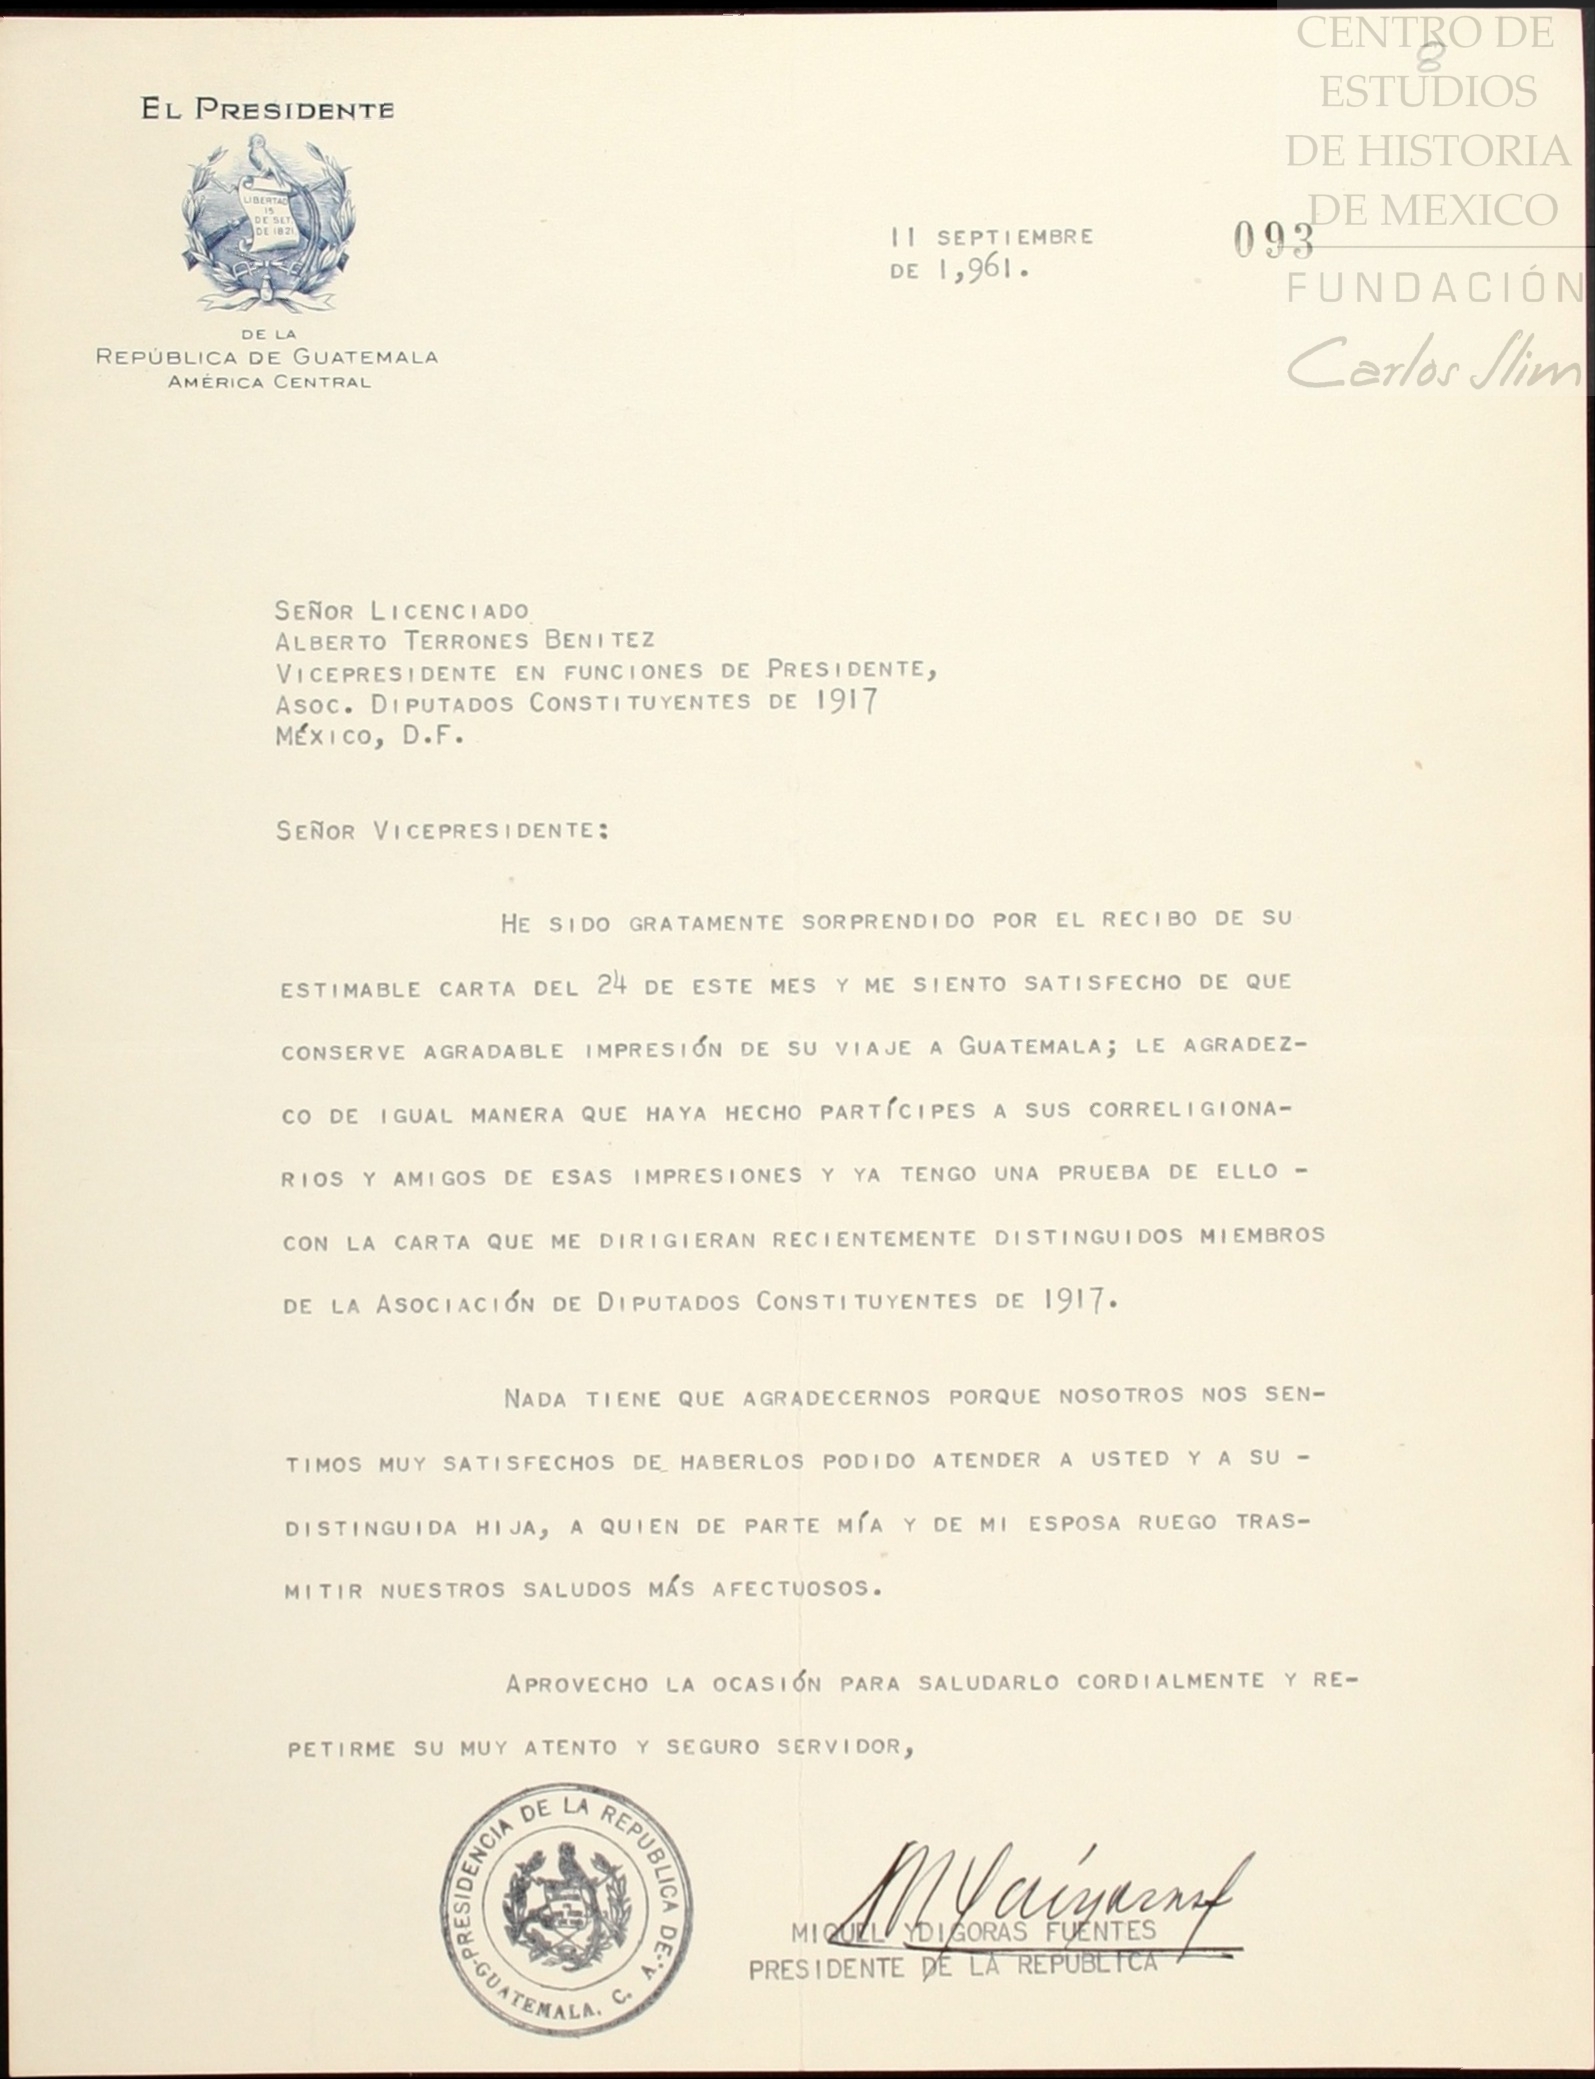 CENTRO DE
ESTUDIOS
DE HISTORIA
DE MEXICO
FUNDACIÓN
Carlos Slim
8
EL PRESIDENTE
LIBERTAD
15
DE SET.
DE 1821
DE LA
REPÚBLICA DE GUATEMALA
AMÉRICA CENTRAL
11 SEPTIEMBRE
DE 1,961.
093
SEÑOR LICENCIADO
ALBERTO TERRONES BENITEZ
VICEPRESIDENTE EN FUNCIONES DE PRESIDENTE,
ASOC. DIPUTADOS CONSTITUYENTES DE 1917
MÉXICO, D.F.
SEÑOR VICEPRESIDENTE:
HE SIDO GRATAMENTE SORPRENDIDO POR EL RECIBO DE SU
ESTIMABLE CARTA DEL 24 DE ESTE MES Y ME SIENTO SATISFECHO DE QUE
CONSERVE AGRADABLE IMPRESIÓN DE SU VIAJE A GUATEMALA; LE AGRADEZ-
CO DE IGUAL MANERA QUE HAYA HECHO PARTÍCIPES A SUS CORRELIGIONA-
RIOS Y AMIGOS DE ESAS IMPRESIONES Y YA TENGO UNA PRUEBA DE ELLO -
CON LA CARTA QUE ME DIRIGIERAN RECIENTEMENTE DISTINGUIDOS MIEMBROS
DE LA ASOCIACIÓN DE DIPUTADOS CONSTITUYENTES DE 1917.
NADA TIENE QUE AGRADECERNOS PORQUE NOSOTROS NOS SEN-
TIMOS MUY SATISFECHOS DE HABERLOS PODIDO ATENDER A USTED Y A SU -
DISTINGUIDA HIJA, A QUIEN DE PARTE MÍA Y DE MI ESPOSA RUEGO TRAS-
MITIR NUESTROS SALUDOS MÁS AFECTUOSOS.
APROVECHO LA OCASIÓN PARA SALUDARLO CORDIALMENTE Y RE-
PETIRME SU MUY ATENTO Y SEGURO SERVIDOR,
PRESIDENCIA DE LA REPUBLICA DE
GUATEMALA. C. A.
MIGUEL YDIGORAS FUENTES
PRESIDENTE DE LA REPUBLICA